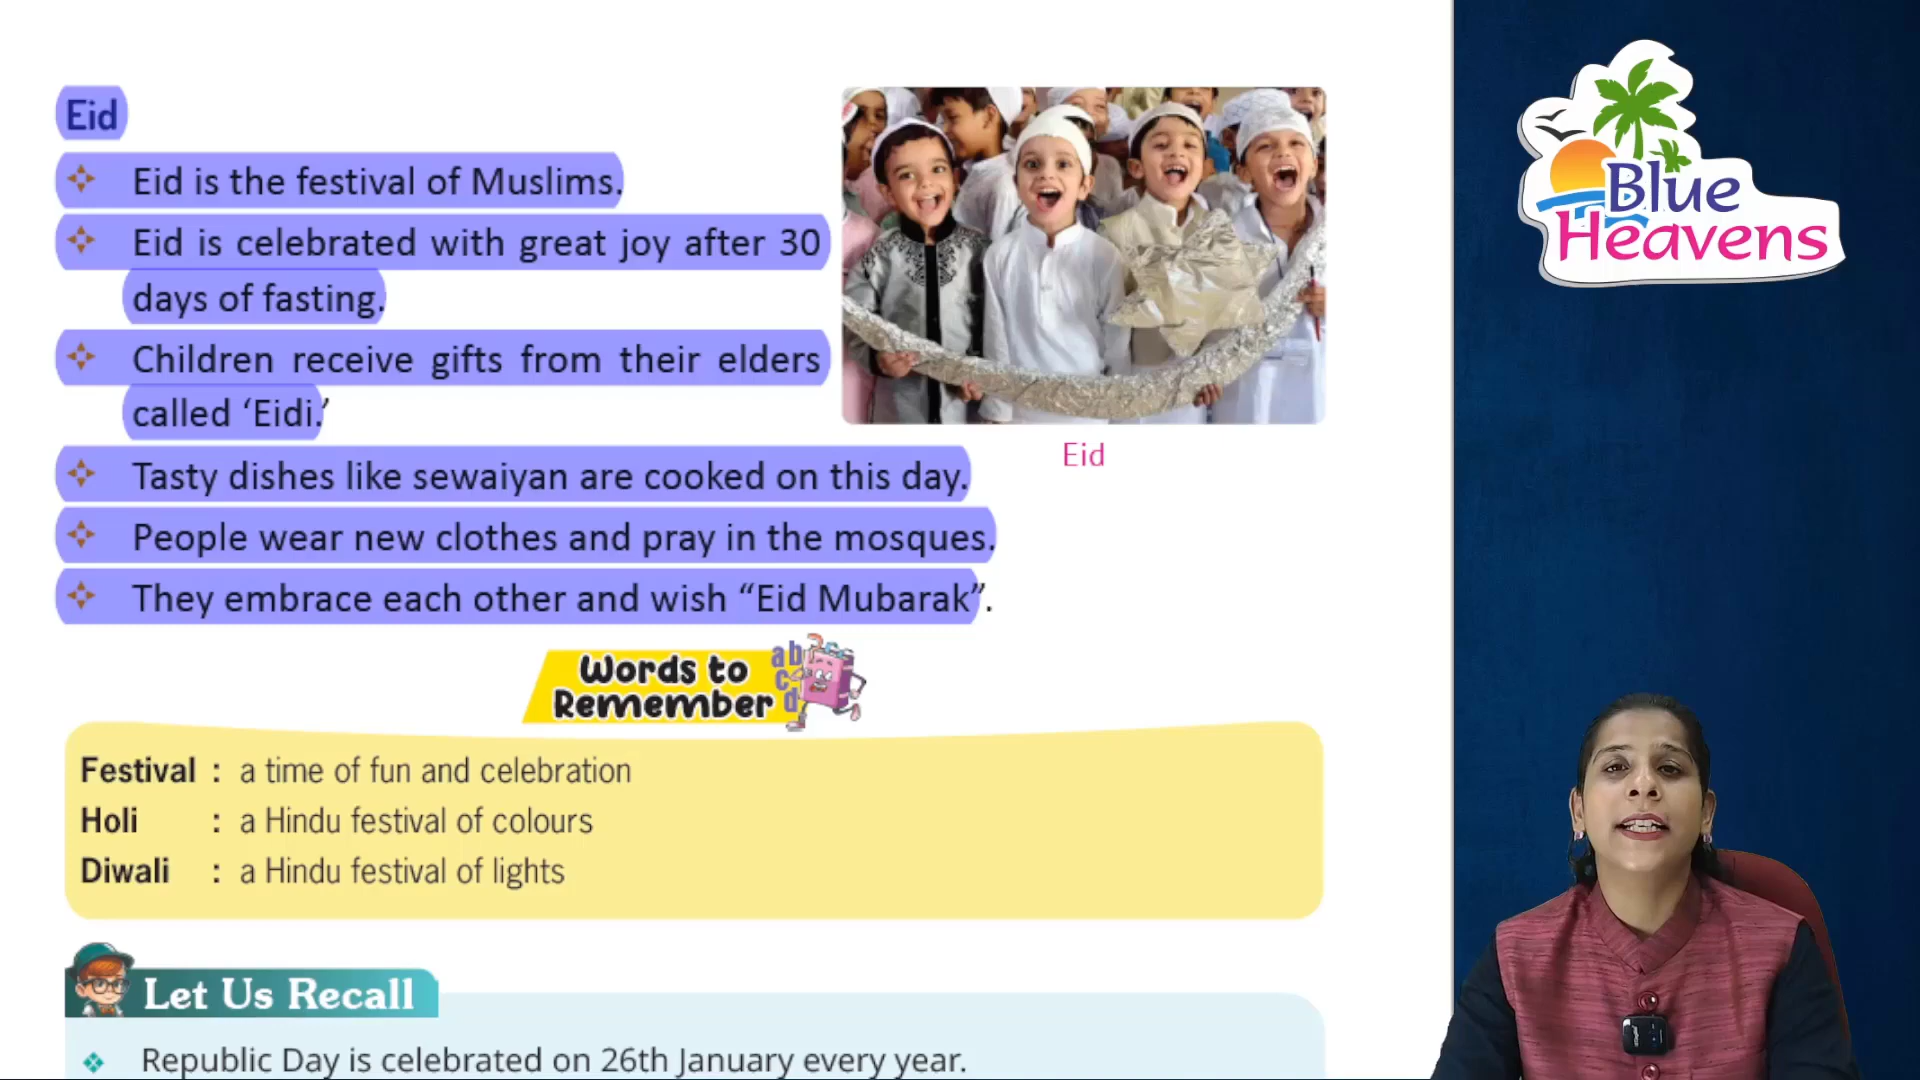 Eid
Eid is the festival of Muslims.
Eid is celebrated with great joy after 30
days of fasting.
Children receive gifts from their elders
called ‘Eidi.’
Tasty dishes like sewaiyan are cooked on this day.
People wear new clothes and pray in the mosques.
They embrace each other and wish “Eid Mubarak”.
Eid
Words to
Remember
a b
c
d
Festival : a time of fun and celebration
Holi : a Hindu festival of colours
Diwali : a Hindu festival of lights
Let Us Recall
Republic Day is celebrated on 26th January every year.
Blue
Heavens